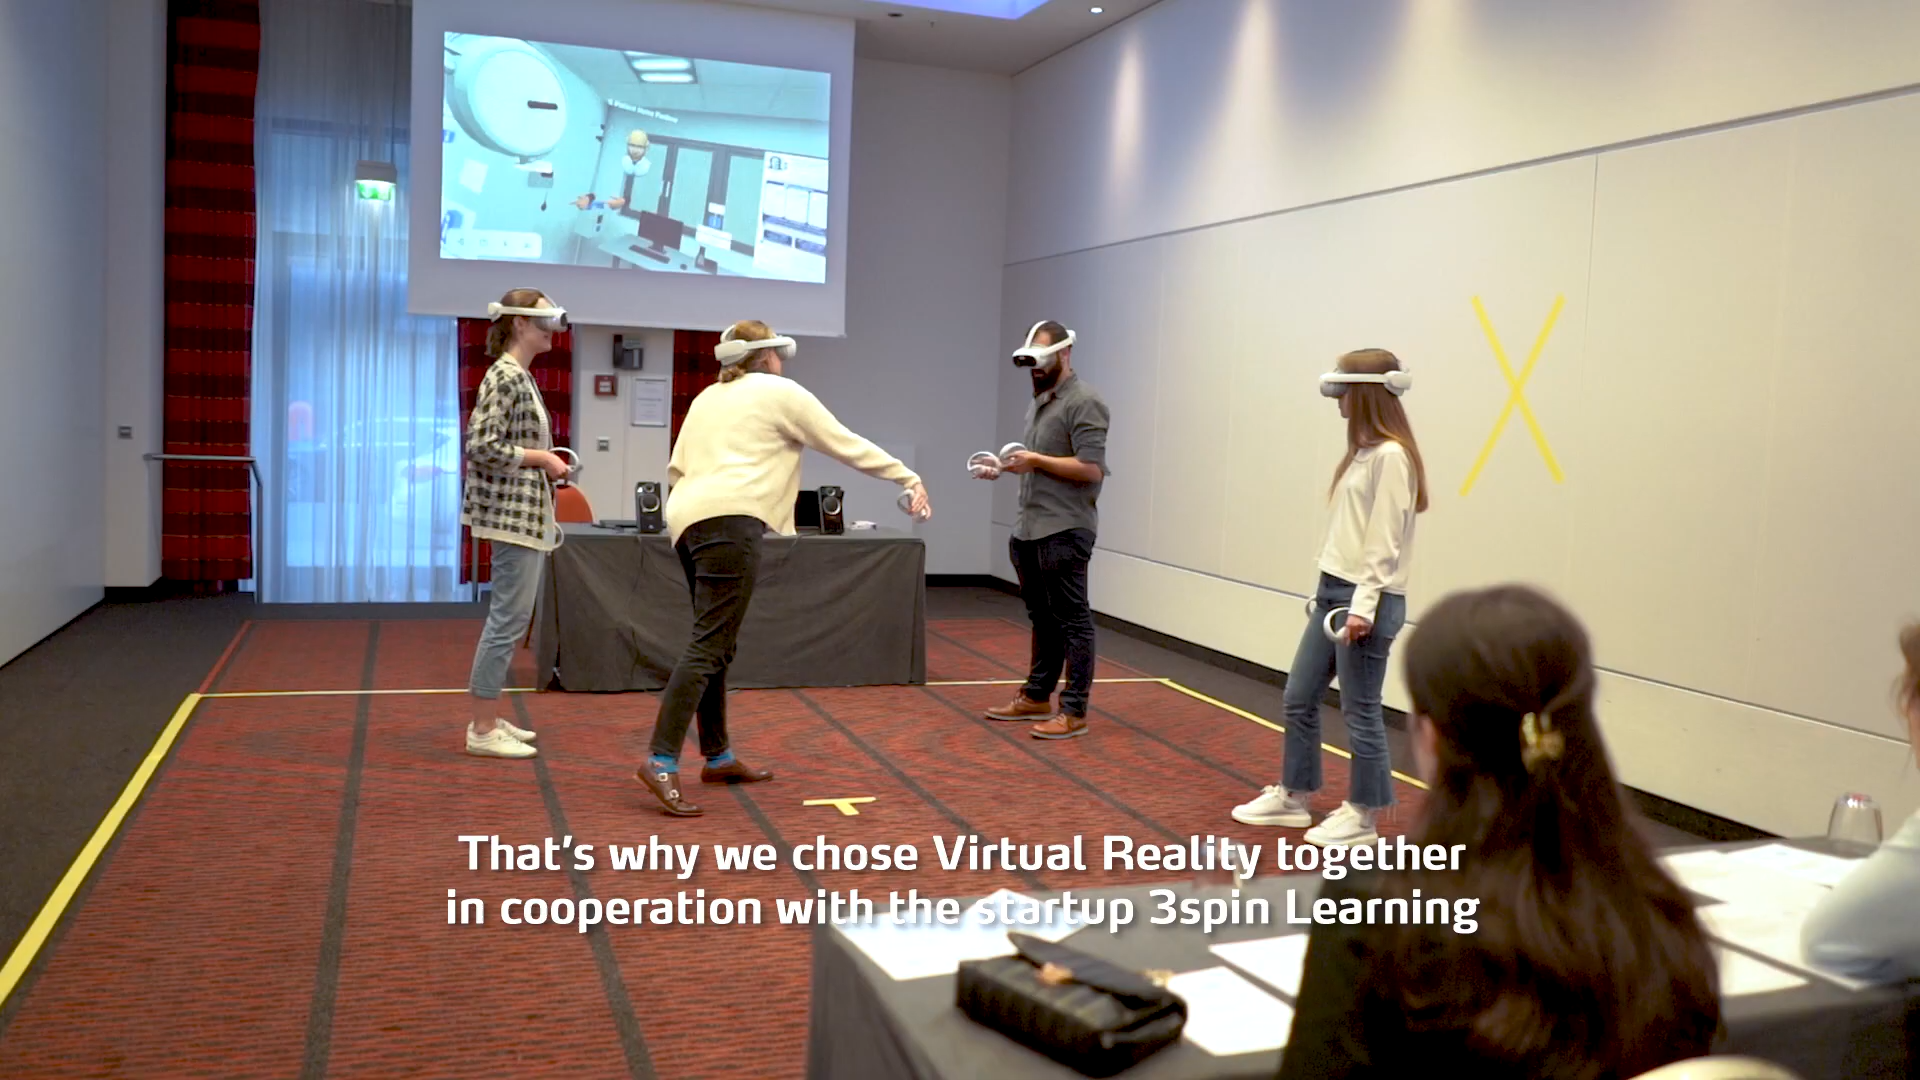 That's why we chose Virtual Reality together
in cooperation with the startup 3spin Learning